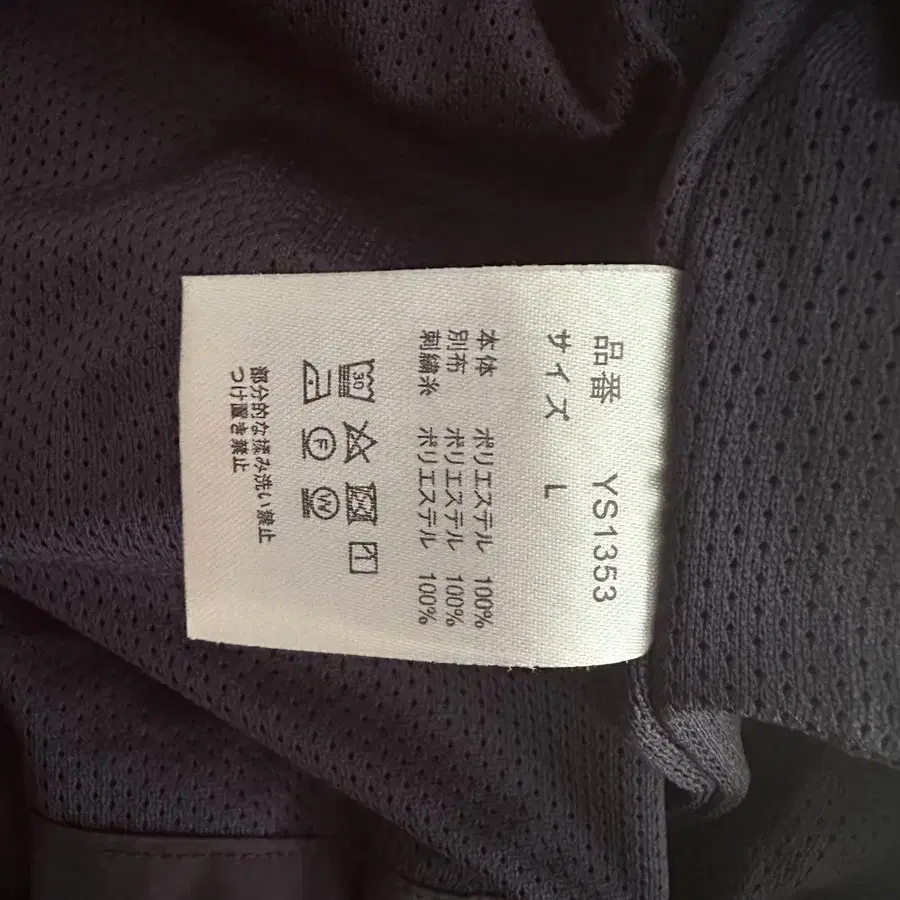 品番 YS1353
サイズ L
本体 ポリエステル 100%
別布 ポリエステル 100%
刺繍糸 ポリエステル 100%
30
F W
部分的な揉み洗い禁止
つけ置き禁止